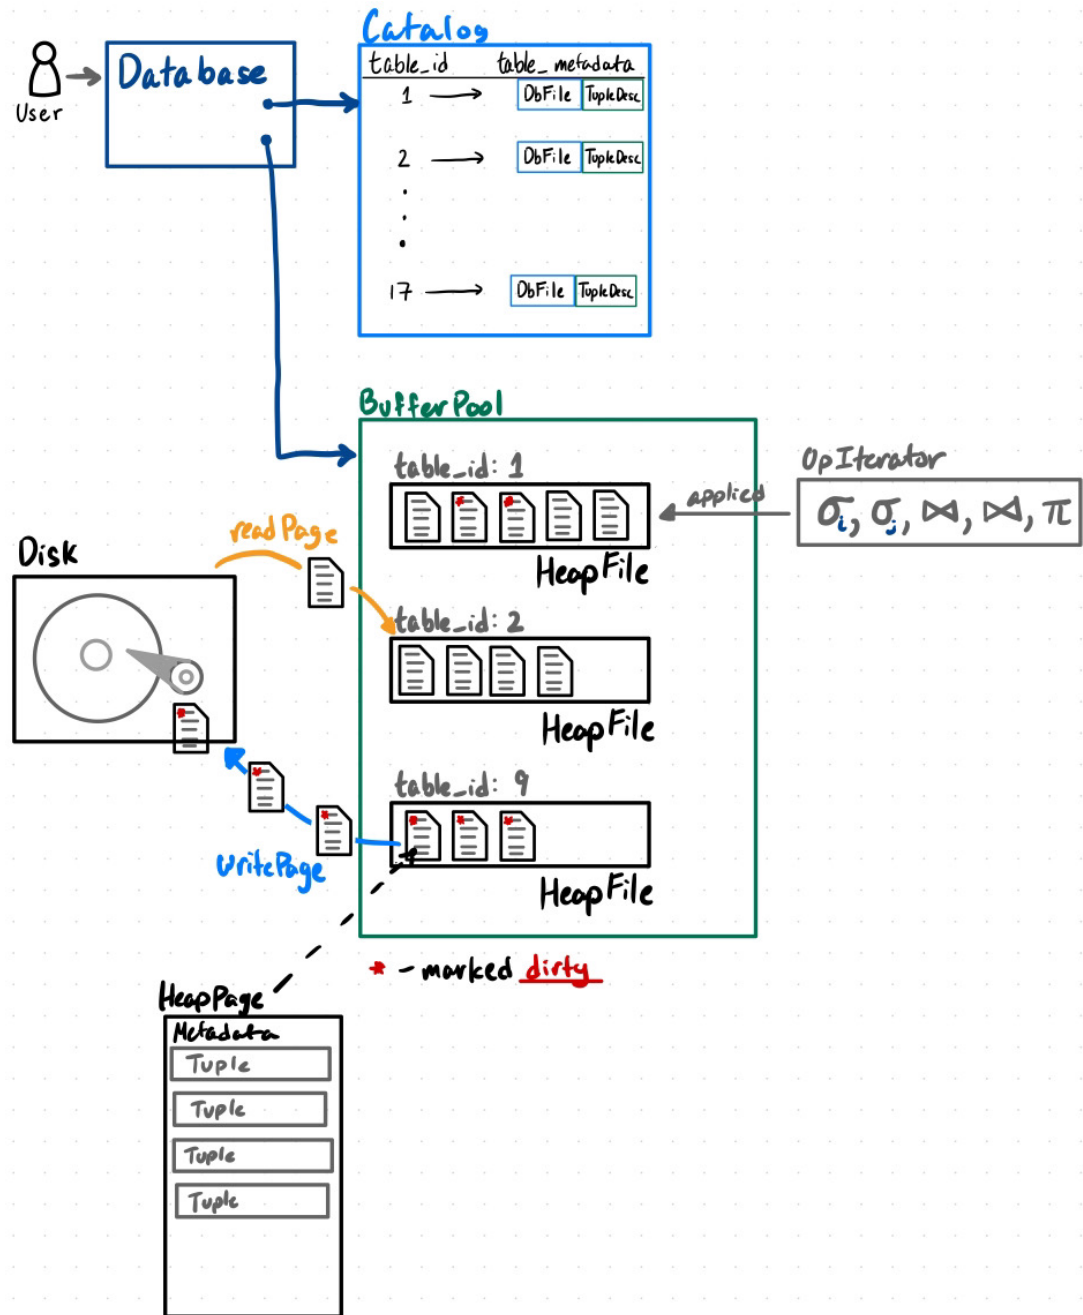 Catalog
Database
User
table_id table_metadata
1 DbFile TupleDesc
2 DbFile TupleDesc
.
.
.
17 DbFile TupleDesc
BufferPool
table_id: 1
HeapFile
applied
OpIterator
σi, σj, ⋈, ⋈, π
readPage
Disk
table_id: 2
HeapFile
table_id: 9
HeapFile
writePage
* - marked dirty
HeapPage
Metadata
Tuple
Tuple
Tuple
Tuple